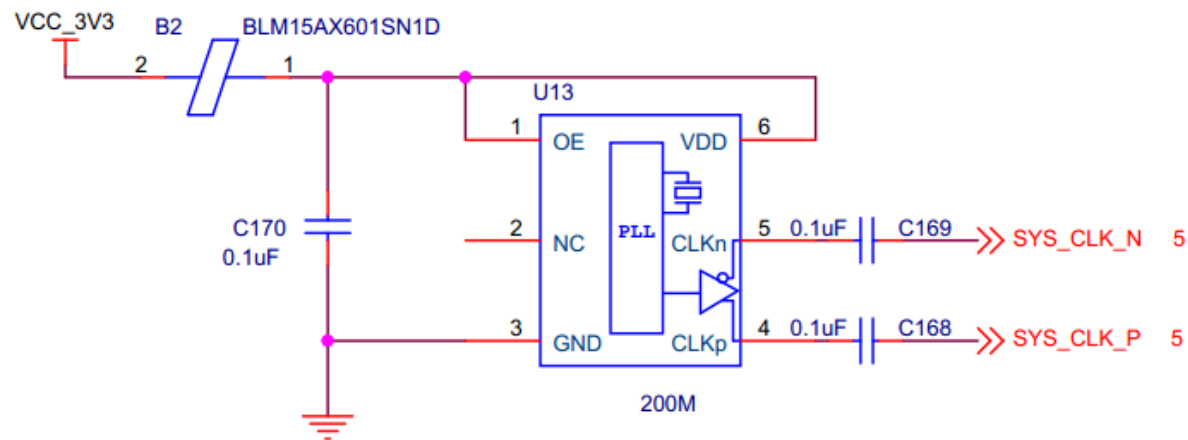 VCC_3V3 B2 BLM15AX601SN1D
2 1
U13
1 OE VDD 6
C170
0.1uF
2 NC PLL CLKn 5 0.1uF C169 SYS_CLK_N 5
3 GND CLKp 4 0.1uF C168 SYS_CLK_P 5
200M